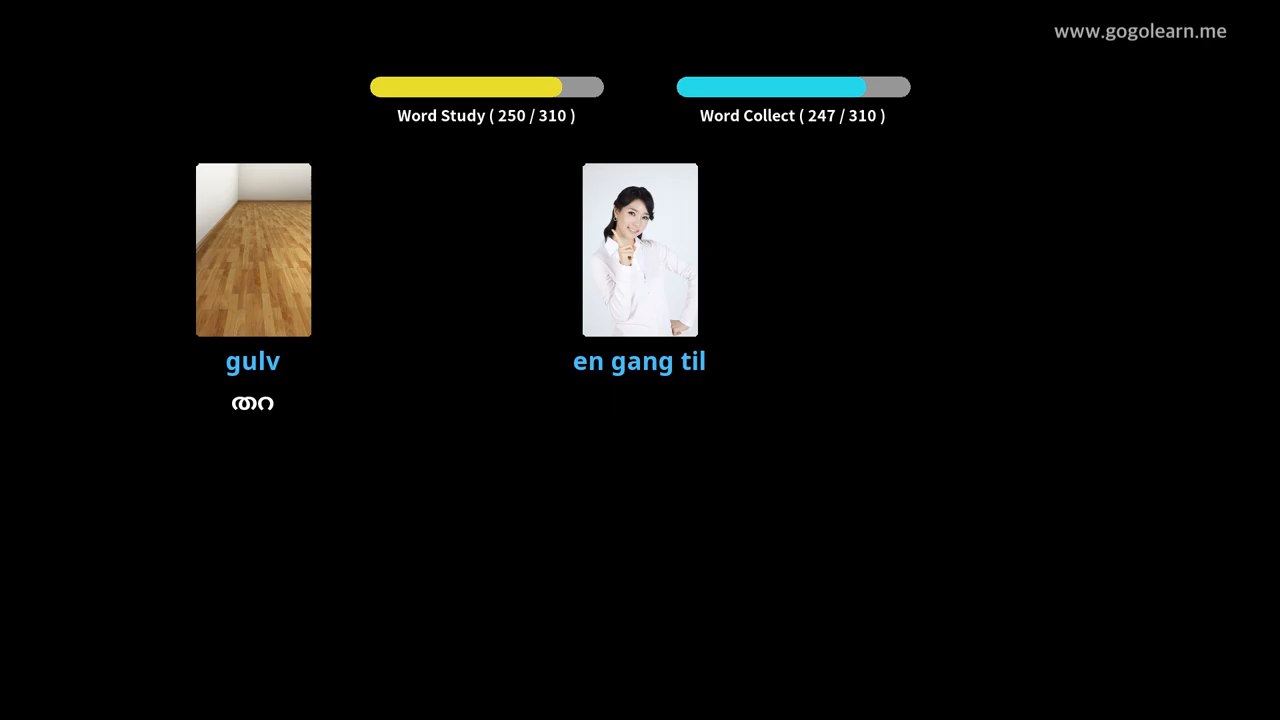 www.gogolearn.me
Word Study ( 250 / 310 )
Word Collect ( 247 / 310 )
gulv
en gang til
തറ